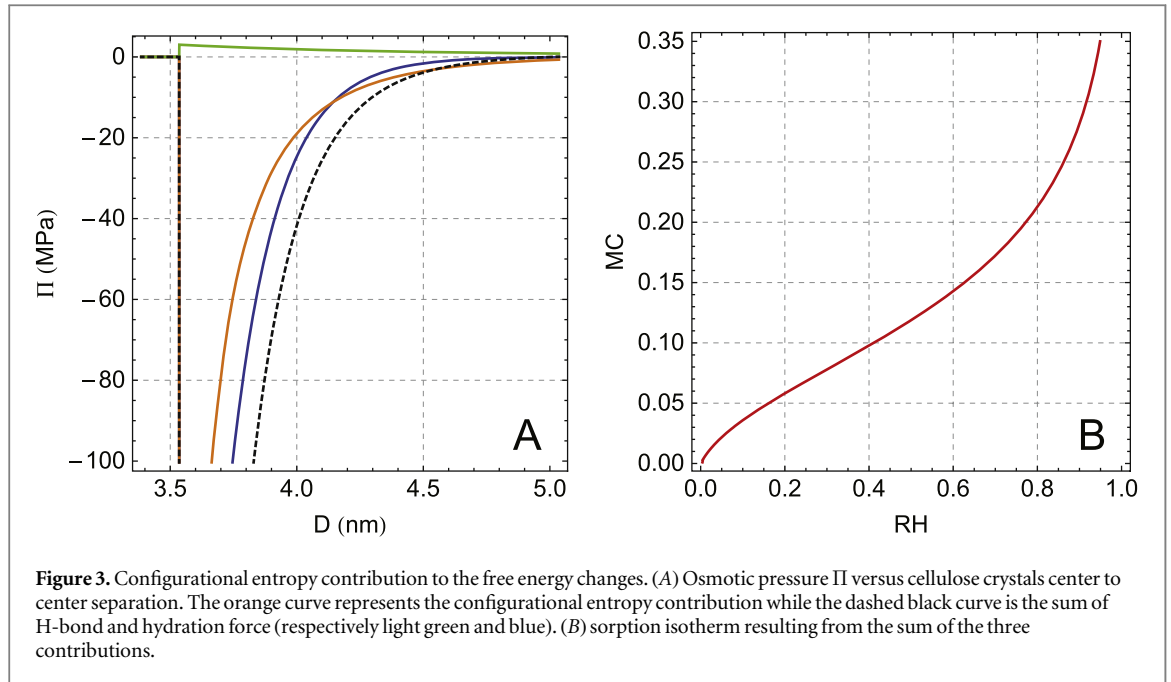 0
−20
−40
−60
−80
−100
Π (MPa)
3.5 4.0 4.5 5.0
D (nm)
A
0.35
0.30
0.25
0.20
0.15
0.10
0.05
0.00
MC
0.0 0.2 0.4 0.6 0.8 1.0
RH
B
Figure 3. Configurational entropy contribution to the free energy changes. (A) Osmotic pressure Π versus cellulose crystals center to
center separation. The orange curve represents the configurational entropy contribution while the dashed black curve is the sum of
H-bond and hydration force (respectively light green and blue). (B) sorption isotherm resulting from the sum of the three
contributions.